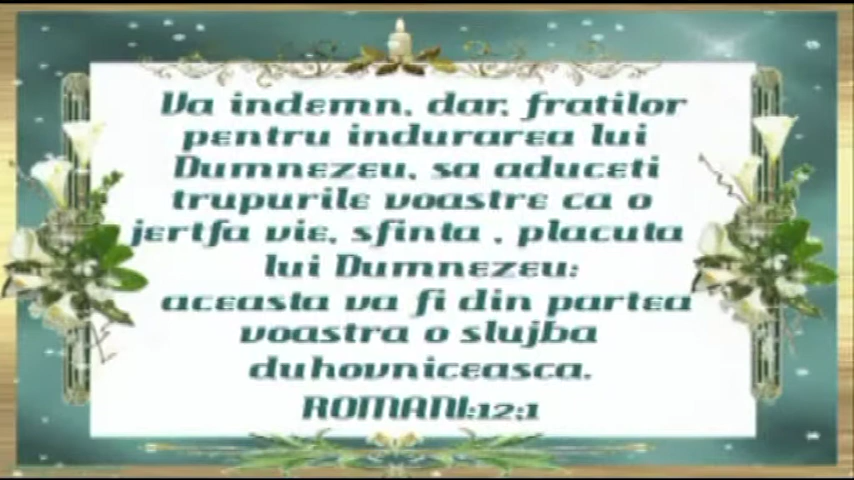 Va indemn, dar, fratilor
pentru indurarea lui
Dumnezeu, sa aduceti
trupurile voastre ca o
jertfa vie, sfinta , placuta
lui Dumnezeu:
aceasta va fi din partea
voastra o slujba
duhovniceasca.
ROMANI:12:1